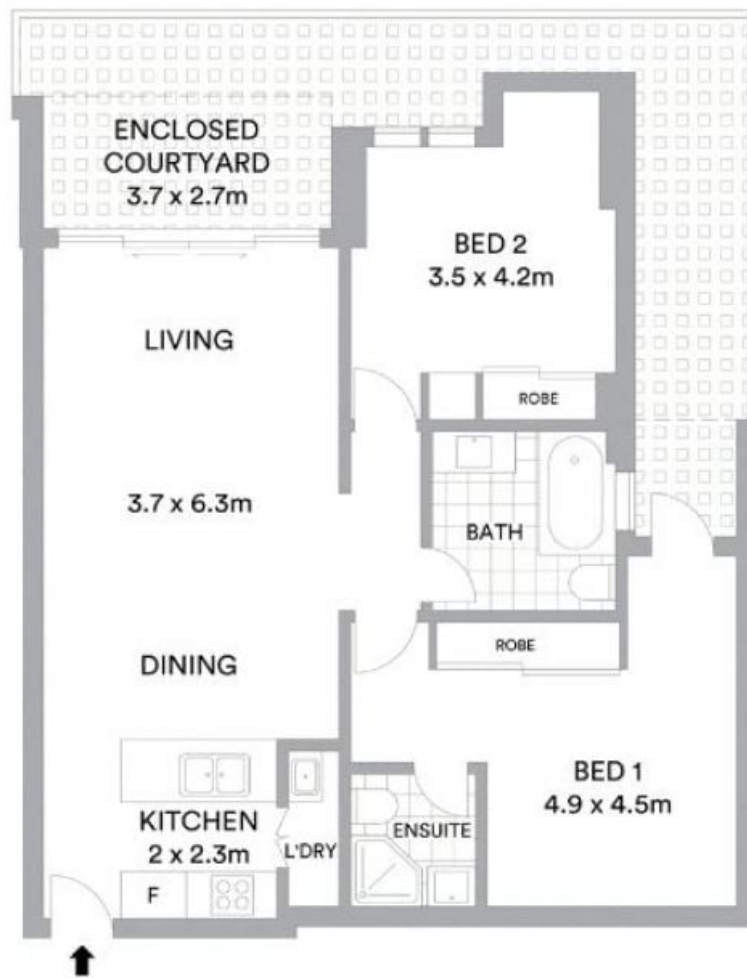 ENCLOSED
COURTYARD
3.7 x 2.7m
BED 2
3.5 x 4.2m
LIVING
ROBE
3.7 x 6.3m
BATH
ROBE
DINING
BED 1
4.9 x 4.5m
KITCHEN
2 x 2.3m
L'DRY
ENSUITE
F